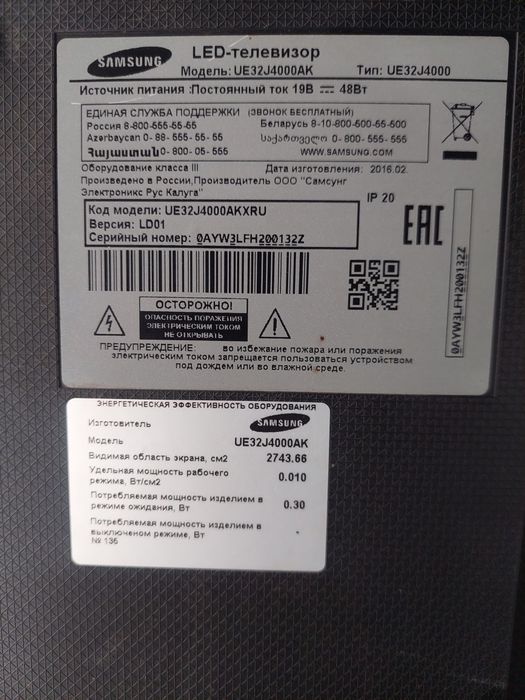 SAMSUNG
LED-телевизор
Модель: UE32J4000AK Тип: UE32J4000
Источник питания :Постоянный ток 19В ⎓ 48Вт
ЕДИНАЯ СЛУЖБА ПОДДЕРЖКИ (ЗВОНОК БЕСПЛАТНЫЙ)
Россия 8-800-555-55-55 Беларусь 8-10-800-500-55-500
Azərbaycan 0- 88- 555- 55- 55 საქართველო 0- 800- 555- 555
Հայաստան 0- 800- 05- 555 WWW.SAMSUNG.COM
Оборудование класса III Дата изготовления: 2016.02.
Произведено в России,Производитель ООО "Самсунг
Электроникс Рус Калуга"
IP 20
Код модели: UE32J4000AKXRU
Версия: LD01
Серийный номер: 0AYW3LFH200132Z
EAC
0AYW3LFH200132Z
ОСТОРОЖНО!
ОПАСНОСТЬ ПОРАЖЕНИЯ
ЭЛЕКТРИЧЕСКИМ ТОКОМ
НЕ ОТКРЫВАТЬ
ПРЕДУПРЕЖДЕНИЕ: во избежание пожара или поражения
электрическим током запрещается пользоваться устройством
под дождем или во влажной среде.
ЭНЕРГЕТИЧЕСКАЯ ЭФФЕКТИВНОСТЬ ОБОРУДОВАНИЯ
Изготовитель SAMSUNG
Модель UE32J4000AK
Видимая область экрана, см2 2743.66
Удельная мощность рабочего
режима, Вт/см2 0.010
Потребляемая мощность изделием в
режиме ожидания, Вт 0.30
Потребляемая мощность изделием в
выключеном режиме, Вт -
№ 135